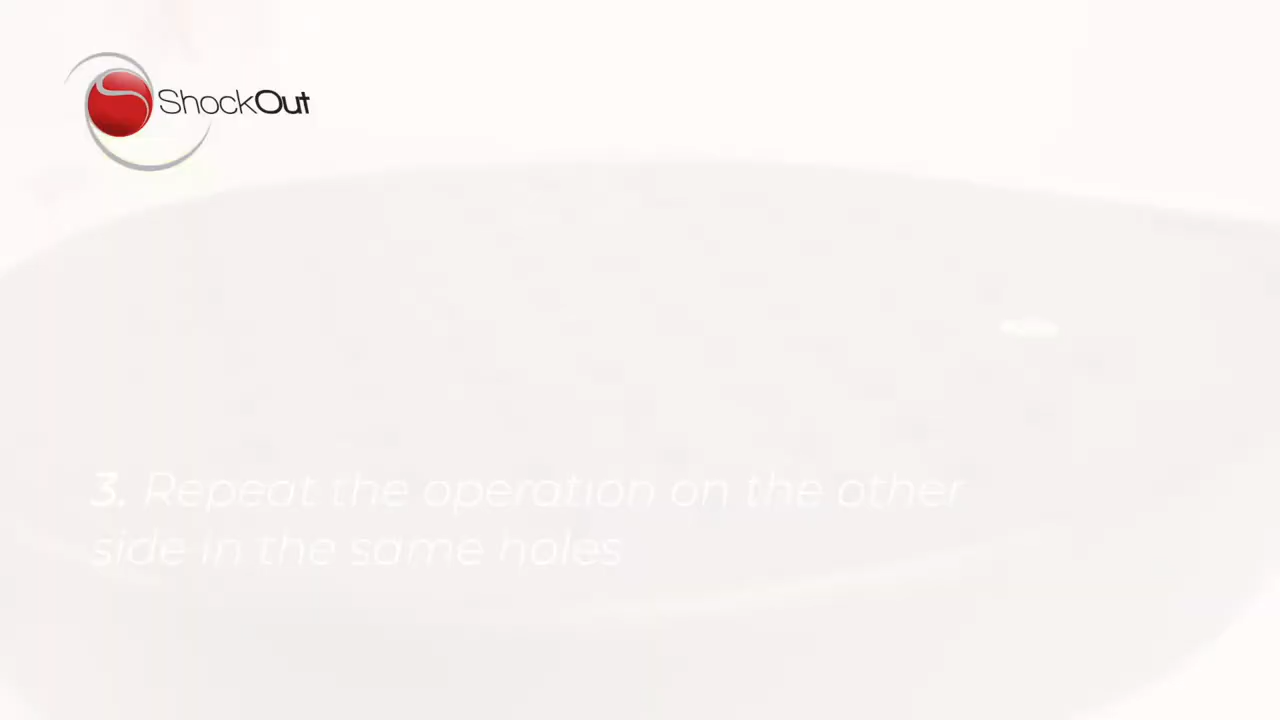 ShockOut
3. Repeat the operation on the other
side in the same holes